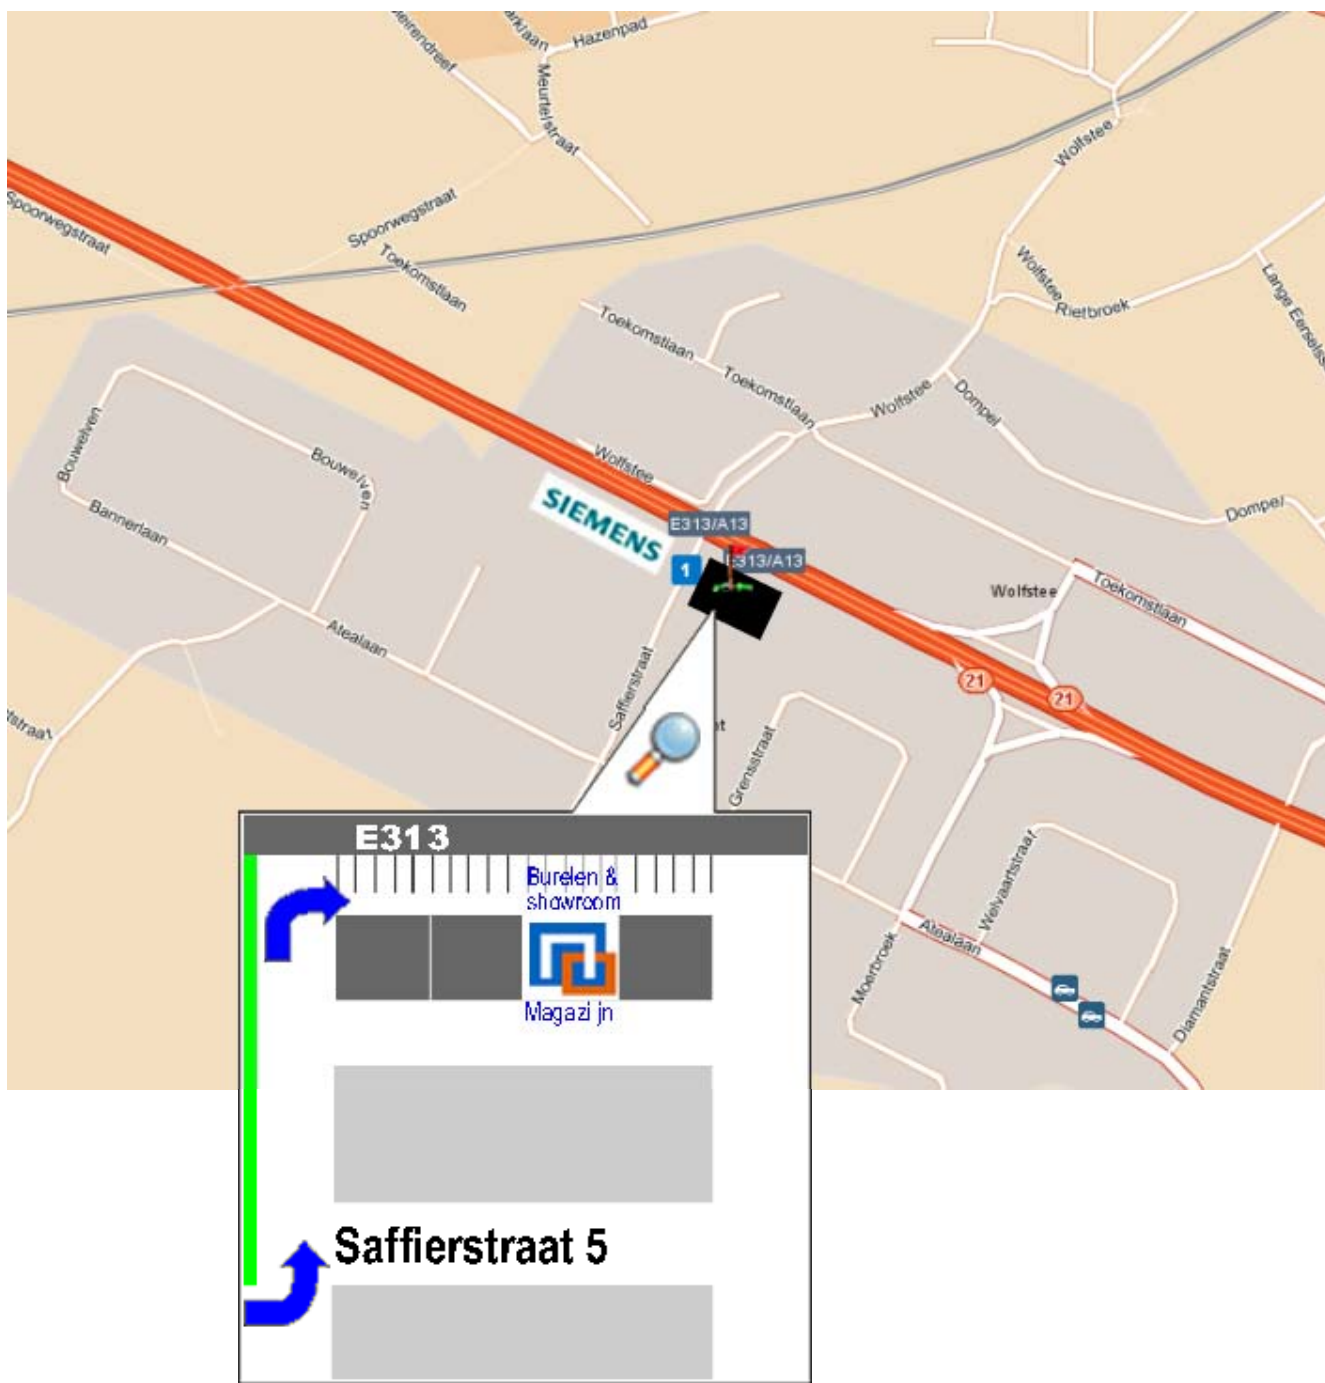 Hazenpad
Meurtelstraat
Wolfstee
Spoorwegstraat
Spoorwegstraat
Toekomstlaan
Wolfstee
Rietbroek
Toekomstlaan
Toekomstlaan
Wolfstee
Dompel
Bouwelven
Bouwelven
Wolfstee
SIEMENS
Bannerlaan
E313/A13
Dompel
1
E313/A13
Wolfstee
Toekomstlaan
Atealaan
Saffierstraat
21
21
Grensstraat
E313
Burelen &
showroom
Magazijn
Saffierstraat 5
Welvaartstraat
Atealaan
Moerbroek
Diamantstraat